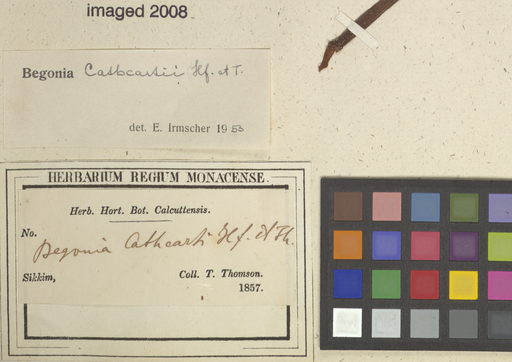 imaged 2008
Begonia Cathcartii Hf. et T.
det. E. Irmscher 1953
HERBARIUM REGIUM MONACENSE.
Herb. Hort. Bot. Calcuttensis.
No.
Begonia Cathcarti Hf. et Th.
Sikkim, Coll. T. Thomson.
1857.